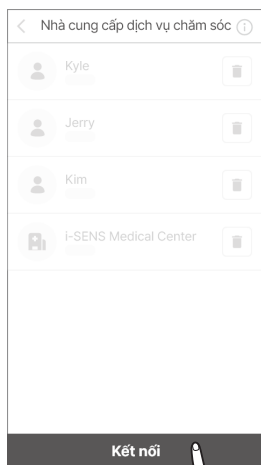 Nhà cung cấp dịch vụ chăm sóc
Kyle
Jerry
Kim
i-SENS Medical Center
Kết nối